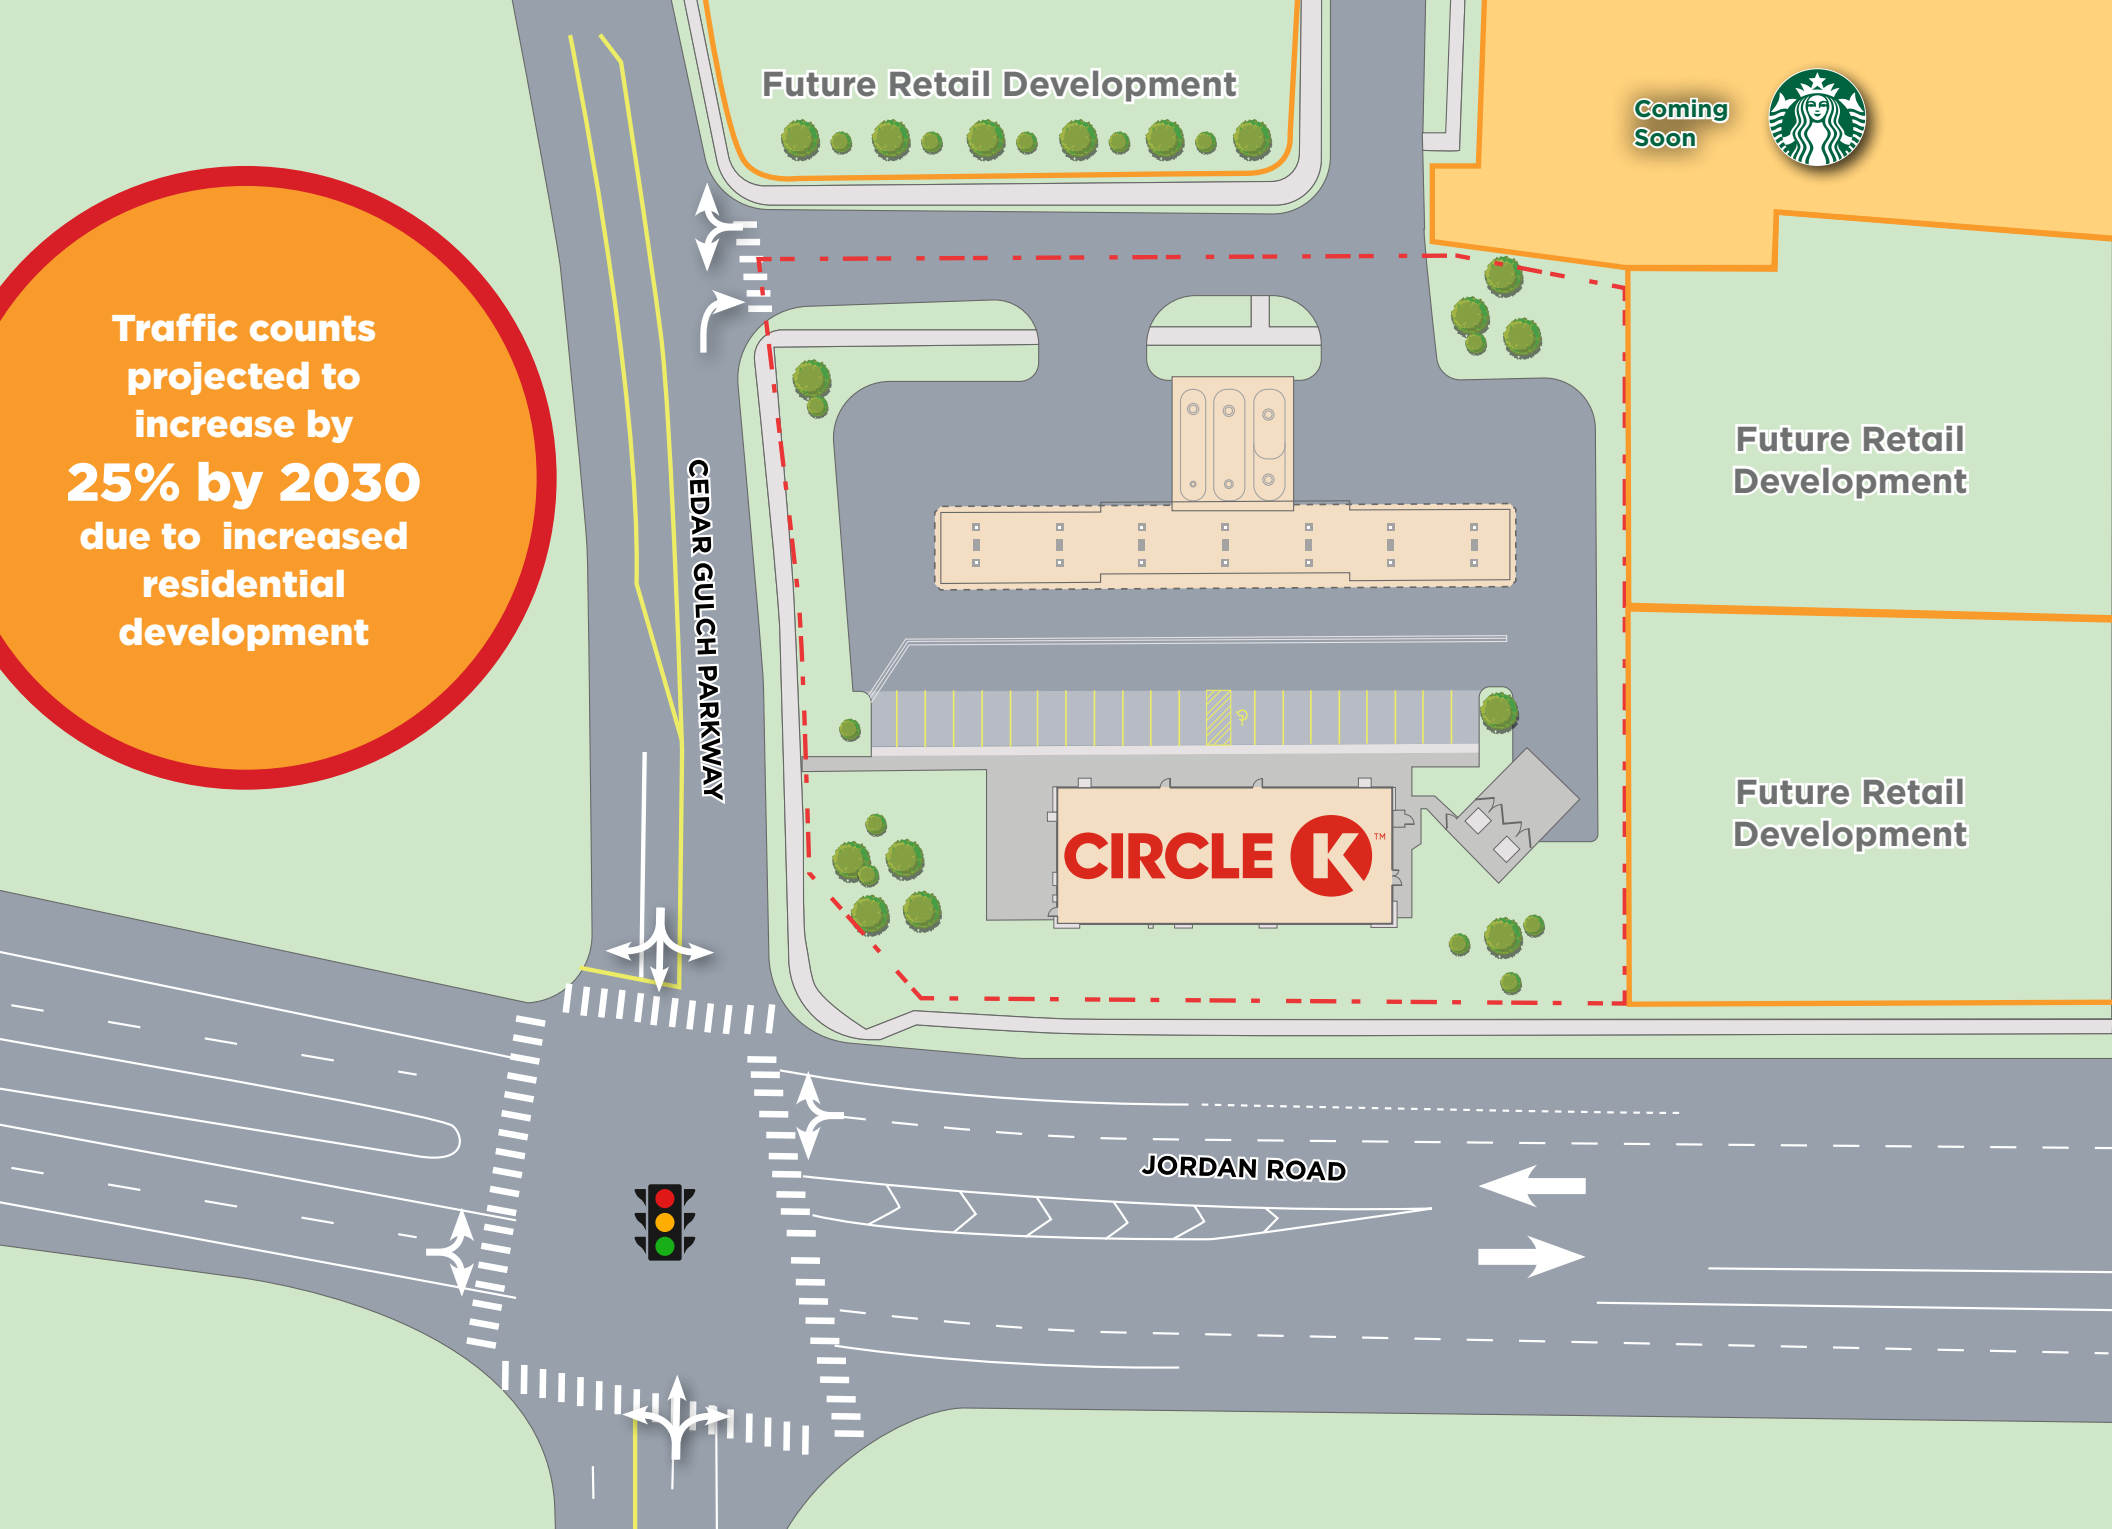 Future Retail Development
Coming
Soon
Traffic counts
projected to
increase by
25% by 2030
due to increased
residential
development
CEDAR GULCH PARKWAY
Future Retail
Development
CIRCLE K™
Future Retail
Development
JORDAN ROAD